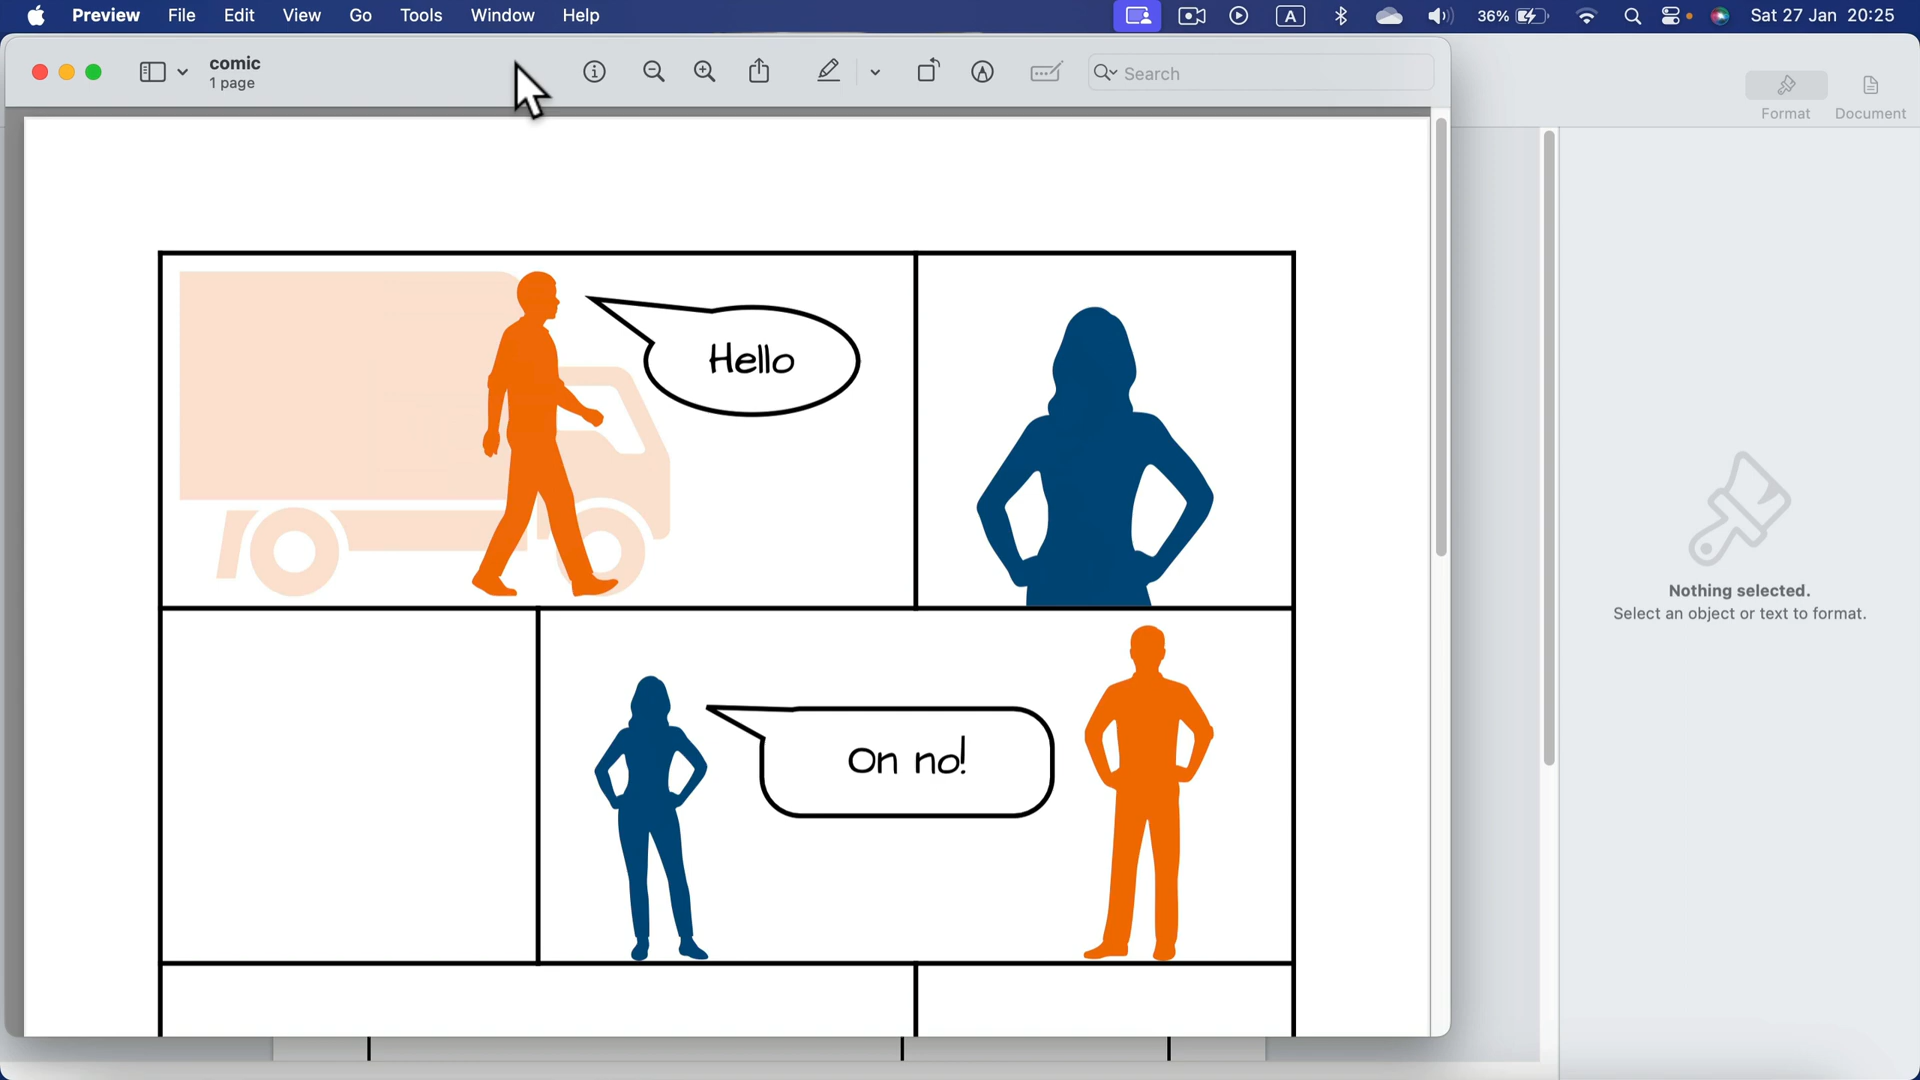 Preview File Edit View Go Tools Window Help A 36% Sat 27 Jan 20:25
comic
1 page
Search
Format Document
Hello
On no!
Nothing selected.
Select an object or text to format.